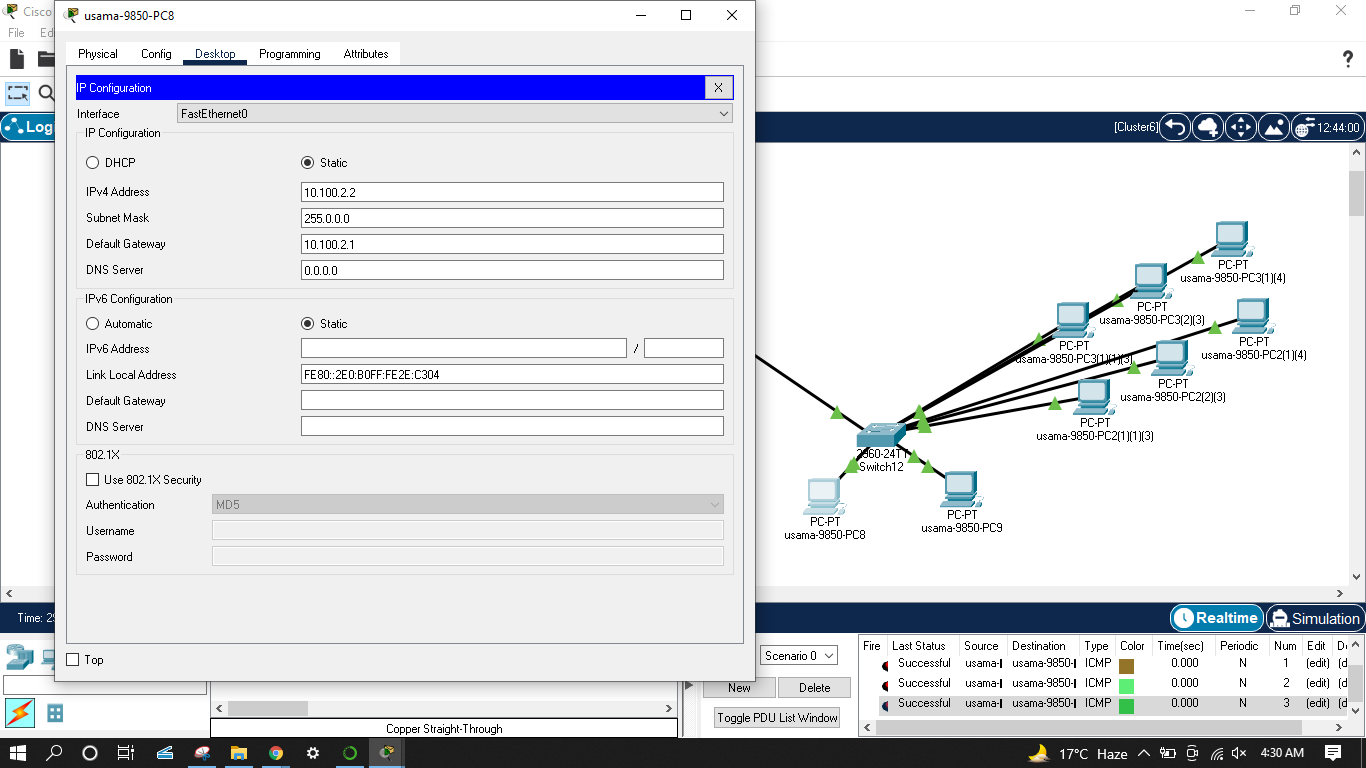 Cisco
usama-9850-PC8
File
Physical
Config
Desktop
Programming
Attributes
IP Configuration
X
Interface
FastEthernet0
IP Configuration
[Cluster6]
12:44:00
DHCP
Static
IPv4 Address
10.100.2.2
Subnet Mask
255.0.0.0
Default Gateway
10.100.2.1
DNS Server
0.0.0.0
IPv6 Configuration
Automatic
Static
IPv6 Address
/
Link Local Address
FE80::2E0:B0FF:FE2E:C304
Default Gateway
DNS Server
802.1X
Use 802.1X Security
Authentication
MD5
Username
Password
Top
PC-PT
usama-9850-PC3(1)(4)
PC-PT
usama-9850-PC3(2)(3)
PC-PT
usama-9850-PC3(1)(1)(3)
PC-PT
usama-9850-PC2(1)(4)
PC-PT
usama-9850-PC2(2)(3)
PC-PT
usama-9850-PC2(1)(1)(3)
2960-24TT
Switch12
PC-PT
usama-9850-PC8
PC-PT
usama-9850-PC9
Realtime
Simulation
Scenario 0
New
Delete
Toggle PDU List Window
Fire Last Status Source Destination Type Color Time(sec) Periodic Num Edit
Successful usama- usama-9850- ICMP 0.000 N 1 (edit)
Successful usama- usama-9850- ICMP 0.000 N 2 (edit)
Successful usama- usama-9850- ICMP 0.000 N 3 (edit)
Copper Straight-Through
17°C Haze
4:30 AM